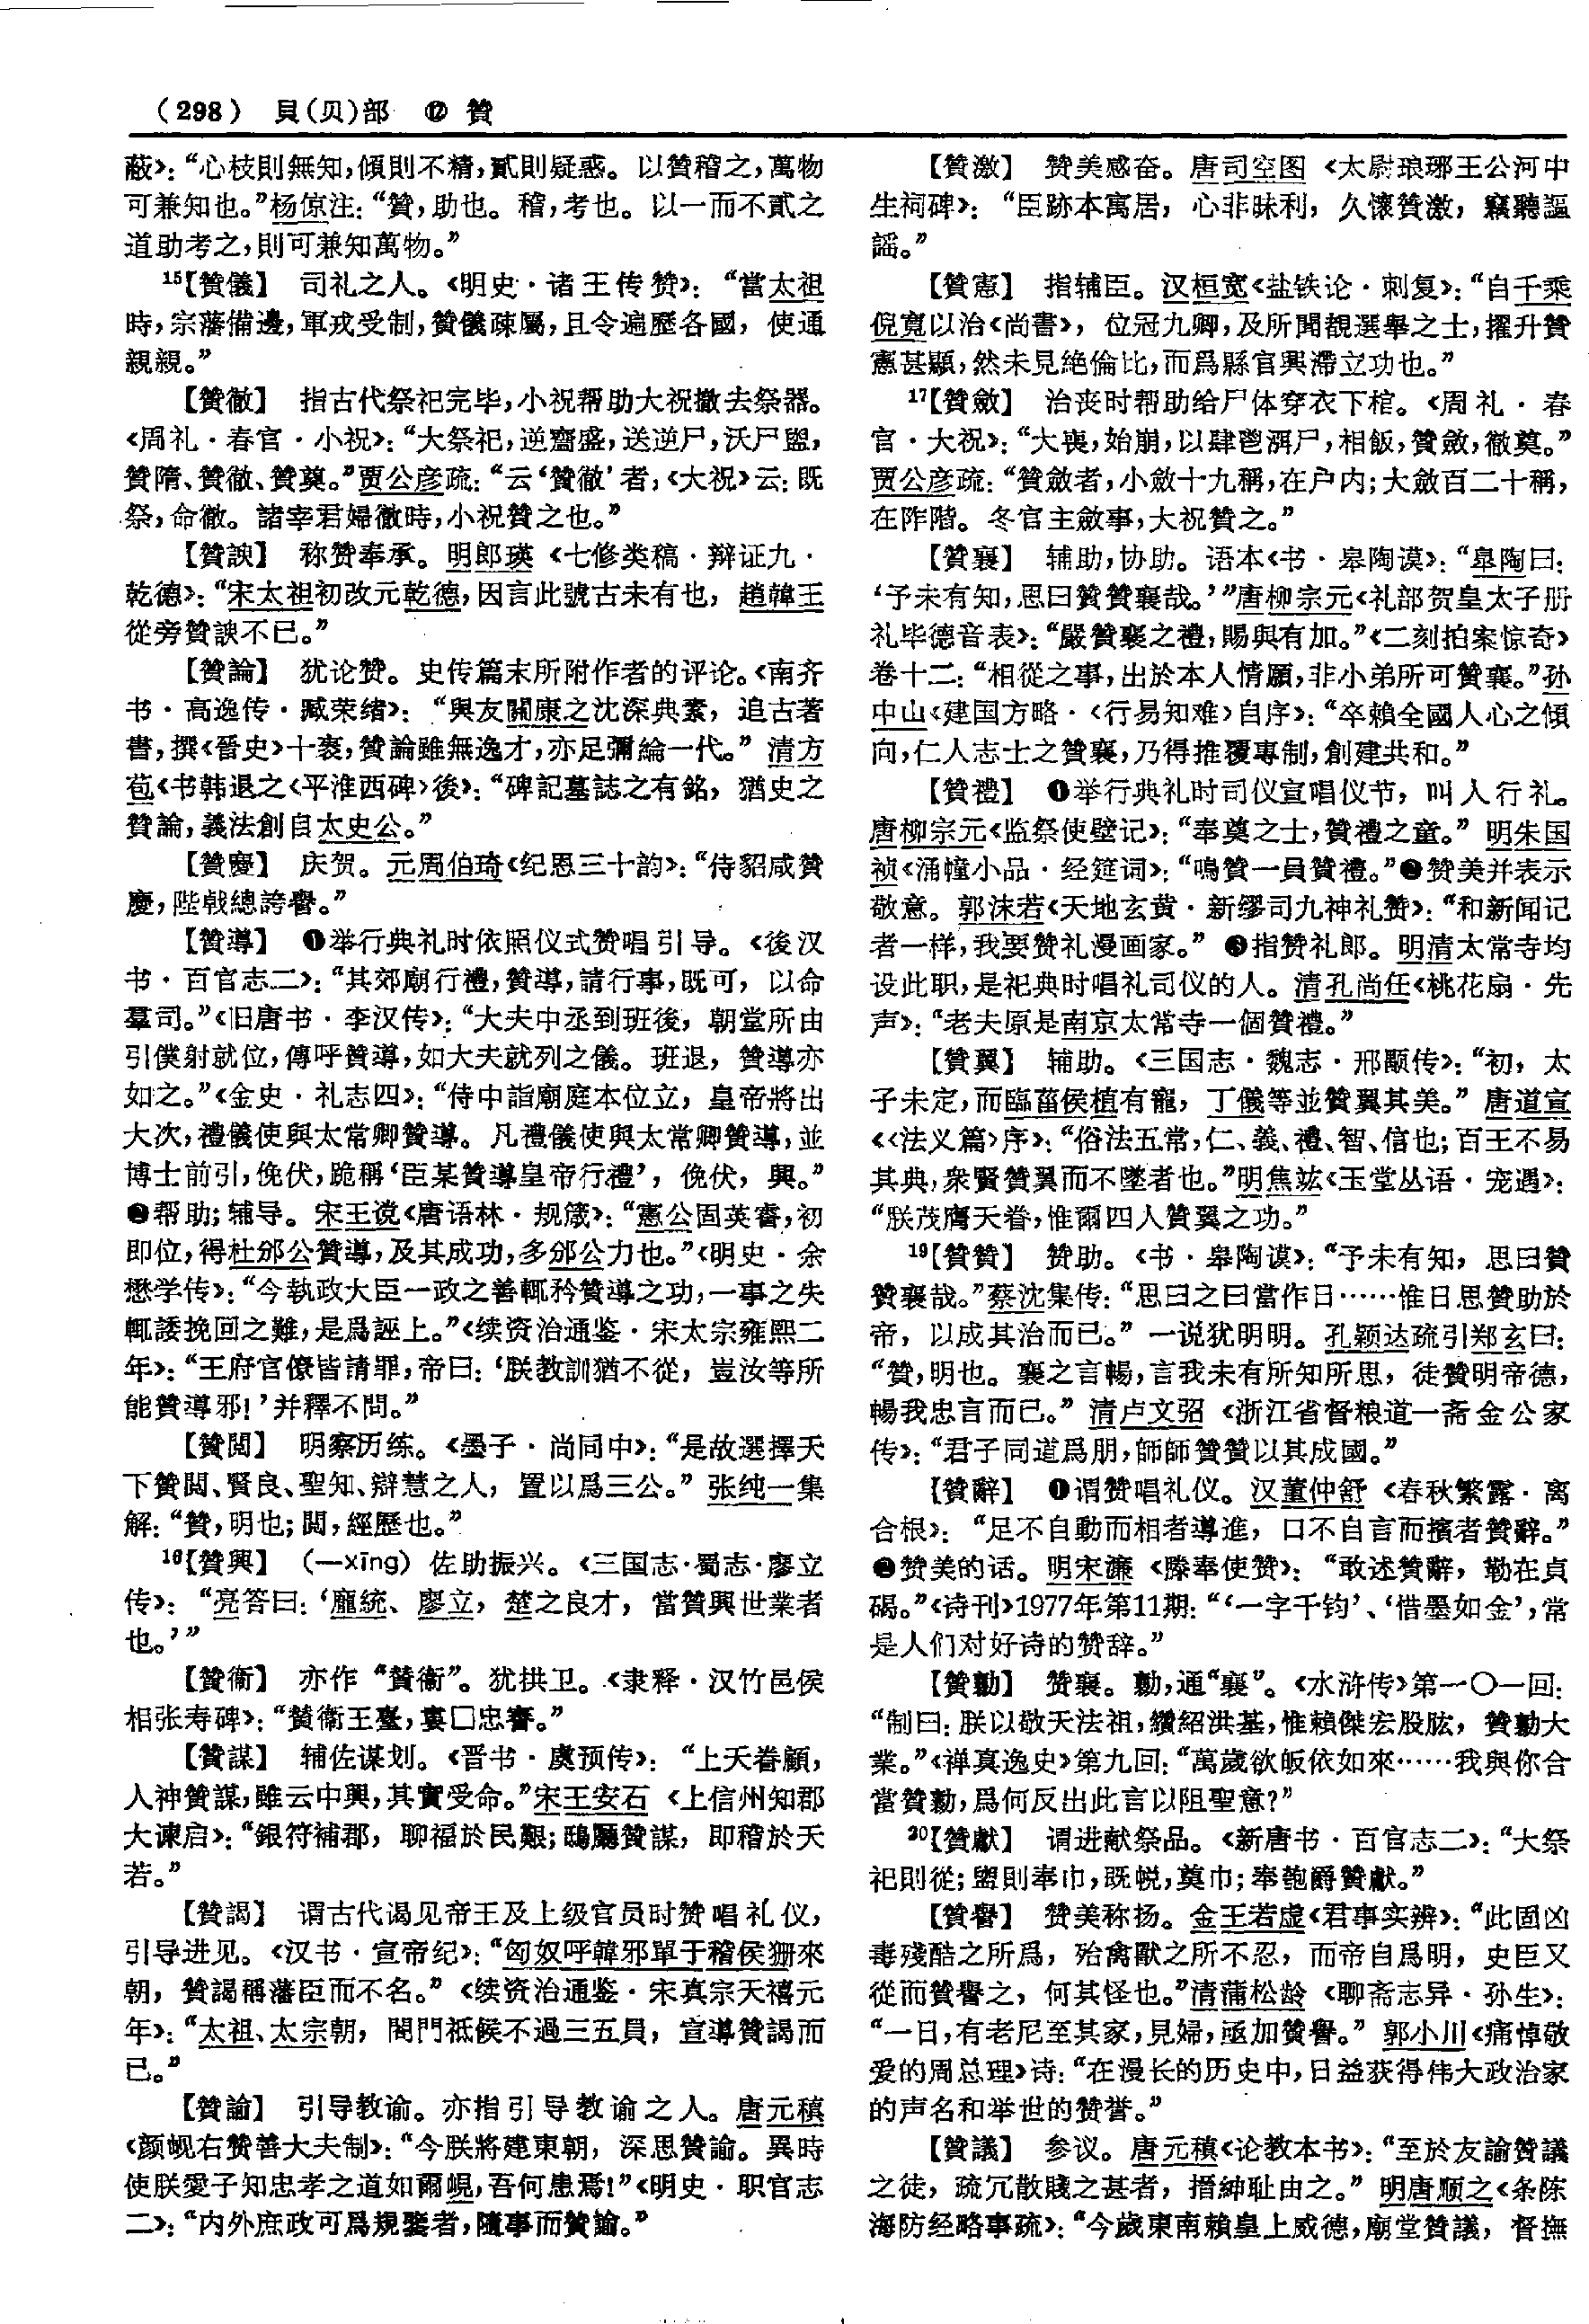 （298） 貝(贝)部 ⑫ 贊
蔽》：“心枝則無知，傾則不精，貳則疑惑。以贊稽之，萬物
可兼知也。”杨倞注：“贊，助也。稽，考也。以一而不貳之
道助考之，則可兼知萬物。”
15【贊儀】 司礼之人。《明史·诸王传赞》：“當太祖
時，宗藩備邊，軍戎受制，贊儀疎屬，且令遍歷各國，使通
親親。”
【贊徹】 指古代祭祀完毕，小祝帮助大祝撤去祭器。
《周礼·春官·小祝》：“大祭祀，逆齍盛，送逆尸，沃尸盥，
贊隋、贊徹、贊奠。”贾公彦疏：“云‘贊徹’者，《大祝》云：既
祭，命徹。諸宰君婦徹時，小祝贊之也。”
【贊諛】 称赞奉承。明郎瑛《七修类稿·辩证九·
乾德》：“宋太祖初改元乾德，因言此號古未有也，趙韓王
從旁贊諛不已。”
【贊論】 犹论赞。史传篇末所附作者的评论。《南齐
书·高逸传·臧荣绪》：“與友關康之沈深典素，追古著
書，撰《晉史》十袠，贊論雖無逸才，亦足彌綸一代。”清方
苞《书韩退之〈平淮西碑〉後》：“碑記墓誌之有銘，猶史之
贊論，義法創自太史公。”
【贊慶】 庆贺。元周伯琦《纪恩三十韵》：“侍貂咸贊
慶，陛戟總誇譽。”
【贊導】 ❶举行典礼时依照仪式赞唱引导。《後汉
书·百官志二》：“其郊廟行禮，贊導，請行事，既可，以命
羣司。”《旧唐书·李汉传》：“大夫中丞到班後，朝堂所由
引僕射就位，傳呼贊導，如大夫就列之儀。班退，贊導亦
如之。”《金史·礼志四》：“侍中詣廟庭本位立，皇帝將出
大次，禮儀使與太常卿贊導。凡禮儀使與太常卿贊導，並
博士前引，俛伏，跪稱‘臣某贊導皇帝行禮’，俛伏，興。”
❷帮助；辅导。宋王谠《唐语林·规箴》：“憲公固英睿，初
即位，得杜邠公贊導，及其成功，多邠公力也。”《明史·余
懋学传》：“今執政大臣一政之善輒矜贊導之功，一事之失
輒諉挽回之難，是爲誣上。”《续资治通鉴·宋太宗雍熙二
年》：“王府官僚皆請罪，帝曰：‘朕教訓猶不從，豈汝等所
能贊導邪！’并釋不問。”
【贊閱】 明察历练。《墨子·尚同中》：“是故選擇天
下贊閱、賢良、聖知、辯慧之人，置以爲三公。”张纯一集
解：“贊，明也；閱，經歷也。”
16【贊興】 （—xīng）佐助振兴。《三国志·蜀志·廖立
传》：“亮答曰：‘龐統、廖立，楚之良才，當贊興世業者
也。’”
【贊衛】 亦作“賛衛”。犹拱卫。《隶释·汉竹邑侯
相张寿碑》：“賛衛王臺，婁□忠謇。”
【贊謀】 辅佐谋划。《晋书·虞预传》：“上天眷顧，
人神贊謀，雖云中興，其實受命。”宋王安石《上信州知郡
大谏启》：“銀符補郡，聊福於民艱；鴟廳贊謀，即稽於天
若。”
【贊謁】 谓古代谒见帝王及上级官员时赞唱礼仪，
引导进见。《汉书·宣帝纪》：“匈奴呼韓邪單于稽侯狦來
朝，贊謁稱藩臣而不名。”《续资治通鉴·宋真宗天禧元
年》：“太祖、太宗朝，閤門祗候不過三五員，宣導贊謁而
已。”
【贊諭】 引导教谕。亦指引导教谕之人。唐元稹
《颜岘右赞善大夫制》：“今朕將建東朝，深思贊諭。異時
使朕愛子知忠孝之道如爾峴，吾何患焉！”《明史·职官志
二》：“内外庶政可爲規鑒者，隨事而贊諭。”
【贊激】 赞美感奋。唐司空图《太尉琅琊王公河中
生祠碑》：“臣跡本寓居，心非昧利，久懷贊激，竊聽謳
謡。”
【贊憲】 指辅臣。汉桓宽《盐铁论·刺复》：“自千乘
倪寬以治《尚書》，位冠九卿，及所聞覩選舉之士，擢升贊
憲甚顯，然未見絶倫比，而爲縣官興滯立功也。”
17【贊斂】 治丧时帮助给尸体穿衣下棺。《周礼·春
官·大祝》：“大喪，始崩，以肆鬯渳尸，相飯，贊斂，徹奠。”
贾公彦疏：“贊斂者，小斂十九稱，在户内；大斂百二十稱，
在阼階。冬官主斂事，大祝贊之。”
【贊襄】 辅助，协助。语本《书·皋陶谟》：“皋陶曰：
‘予未有知，思曰贊贊襄哉。’”唐柳宗元《礼部贺皇太子册
礼毕德音表》：“嚴贊襄之禮，賜與有加。”《二刻拍案惊奇》
卷十二：“相從之事，出於本人情願，非小弟所可贊襄。”孙
中山《建国方略·〈行易知难〉自序》：“卒賴全國人心之傾
向，仁人志士之贊襄，乃得推覆專制，創建共和。”
【贊禮】 ❶举行典礼时司仪宣唱仪节，叫人行礼。
唐柳宗元《监祭使壁记》：“奉奠之士，贊禮之童。”明朱国
祯《涌幢小品·经筵词》：“鳴贊一員贊禮。”❷赞美并表示
敬意。郭沫若《天地玄黄·新缪司九神礼赞》：“和新闻记
者一样，我要赞礼漫画家。”❸指赞礼郎。明清太常寺均
设此职，是祀典时唱礼司仪的人。清孔尚任《桃花扇·先
声》：“老夫原是南京太常寺一個贊禮。”
【贊翼】 辅助。《三国志·魏志·邢颙传》：“初，太
子未定，而臨菑侯植有寵，丁儀等並贊翼其美。”唐道宣
《〈法义篇〉序》：“俗法五常，仁、義、禮、智、信也；百王不易
其典，衆賢贊翼而不墜者也。”明焦竑《玉堂丛语·宠遇》：
“朕茂膺天眷，惟爾四人贊翼之功。”
19【贊贊】 赞助。《书·皋陶谟》：“予未有知，思曰贊
贊襄哉。”蔡沈集传：“思曰之曰當作日……惟日思贊助於
帝，以成其治而已。”一说犹明明。孔颖达疏引郑玄曰：
“贊，明也。襄之言暢，言我未有所知所思，徒贊明帝德，
暢我忠言而已。”清卢文弨《浙江省督粮道一斋金公家
传》：“君子同道爲朋，師師贊贊以其成國。”
【贊辭】 ❶谓赞唱礼仪。汉董仲舒《春秋繁露·离
合根》：“足不自動而相者導進，口不自言而擯者贊辭。”
❷赞美的话。明宋濂《滕奉使赞》：“敢述贊辭，勒在貞
碣。”《诗刊》1977年第11期：“‘一字千钧’、‘惜墨如金’，常
是人们对好诗的赞辞。”
【贊勷】 赞襄。勷，通“襄”。《水浒传》第一〇一回：
“制曰：朕以敬天法祖，纘紹洪基，惟賴傑宏股肱，贊勷大
業。”《禅真逸史》第九回：“萬歲欲皈依如來……我與你合
當贊勷，爲何反出此言以阻聖意？”
20【贊獻】 谓进献祭品。《新唐书·百官志二》：“大祭
祀則從；盥則奉巾，既帨，奠巾；奉匏爵贊獻。”
【贊譽】 赞美称扬。金王若虚《君事实辨》：“此固凶
毒殘酷之所爲，殆禽獸之所不忍，而帝自爲明，史臣又
從而贊譽之，何其怪也。”清蒲松龄《聊斋志异·孙生》：
“一日，有老尼至其家，見婦，亟加贊譽。”郭小川《痛悼敬
爱的周总理》诗：“在漫长的历史中，日益获得伟大政治家
的声名和举世的赞誉。”
【贊議】 参议。唐元稹《论教本书》：“至於友諭贊議
之徒，疏冗散賤之甚者，搢紳耻由之。”明唐顺之《条陈
海防经略事疏》：“今歲東南賴皇上威德，廟堂贊議，督撫